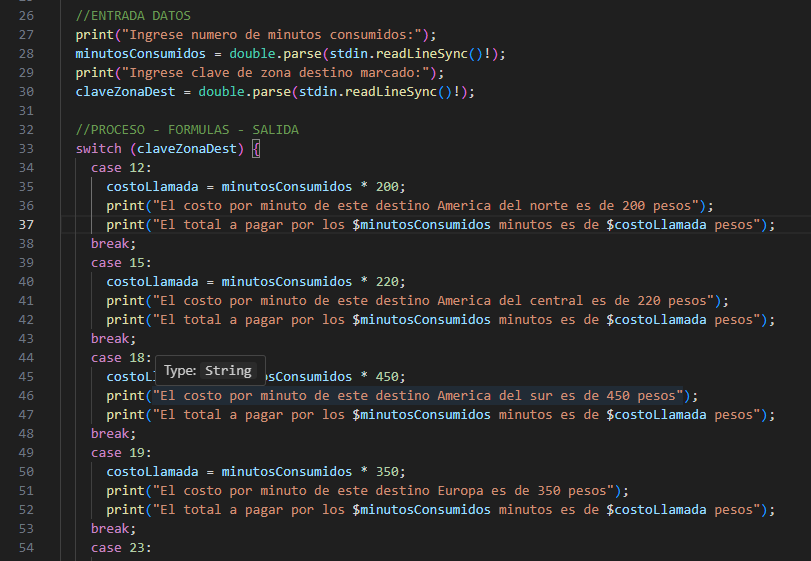 26 //ENTRADA DATOS
27 print("Ingrese numero de minutos consumidos:");
28 minutosConsumidos = double.parse(stdin.readLineSync()!);
29 print("Ingrese clave de zona destino marcado:");
30 claveZonaDest = double.parse(stdin.readLineSync()!);
31
32 //PROCESO - FORMULAS - SALIDA
33 switch (claveZonaDest) {
34 case 12:
35 costoLlamada = minutosConsumidos * 200;
36 print("El costo por minuto de este destino America del norte es de 200 pesos");
37 print("El total a pagar por los $minutosConsumidos minutos es de $costoLlamada pesos");
38 break;
39 case 15:
40 costoLlamada = minutosConsumidos * 220;
41 print("El costo por minuto de este destino America del central es de 220 pesos");
42 print("El total a pagar por los $minutosConsumidos minutos es de $costoLlamada pesos");
43 break;
44 case 18:
Type: String
45 costoL sConsumidos * 450;
46 print("El costo por minuto de este destino America del sur es de 450 pesos");
47 print("El total a pagar por los $minutosConsumidos minutos es de $costoLlamada pesos");
48 break;
49 case 19:
50 costoLlamada = minutosConsumidos * 350;
51 print("El costo por minuto de este destino Europa es de 350 pesos");
52 print("El total a pagar por los $minutosConsumidos minutos es de $costoLlamada pesos");
53 break;
54 case 23: